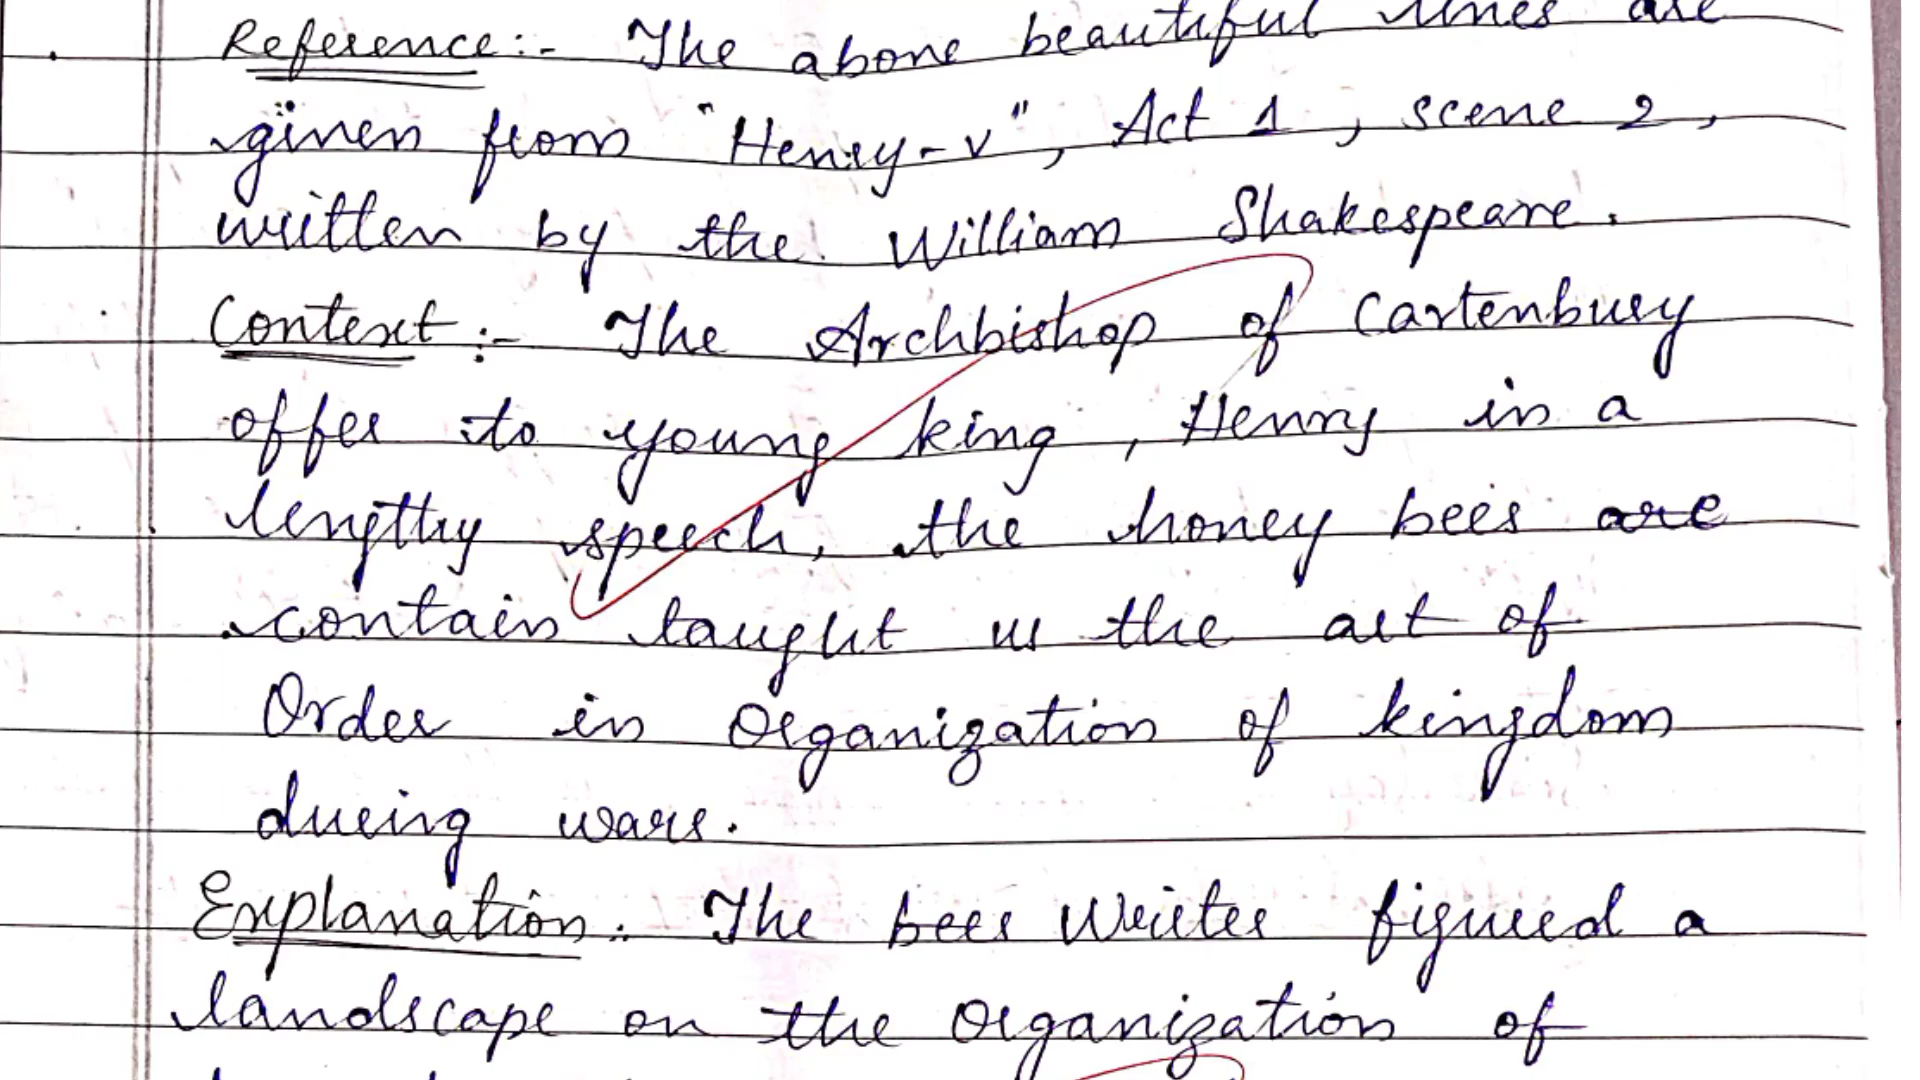 Reference:- The above beautiful lines are
given from "Henry-V", Act 1, scene 2,
written by the William Shakespeare.
Context:- The Archbishop of Cartenbury
offer to young king, Henry in a
lengthy speech, the honey bees are
contain taught us the art of
Order in Organization of kingdom
during wars.
Explanation:- The bees Writer figured a
landscape on the Organization of